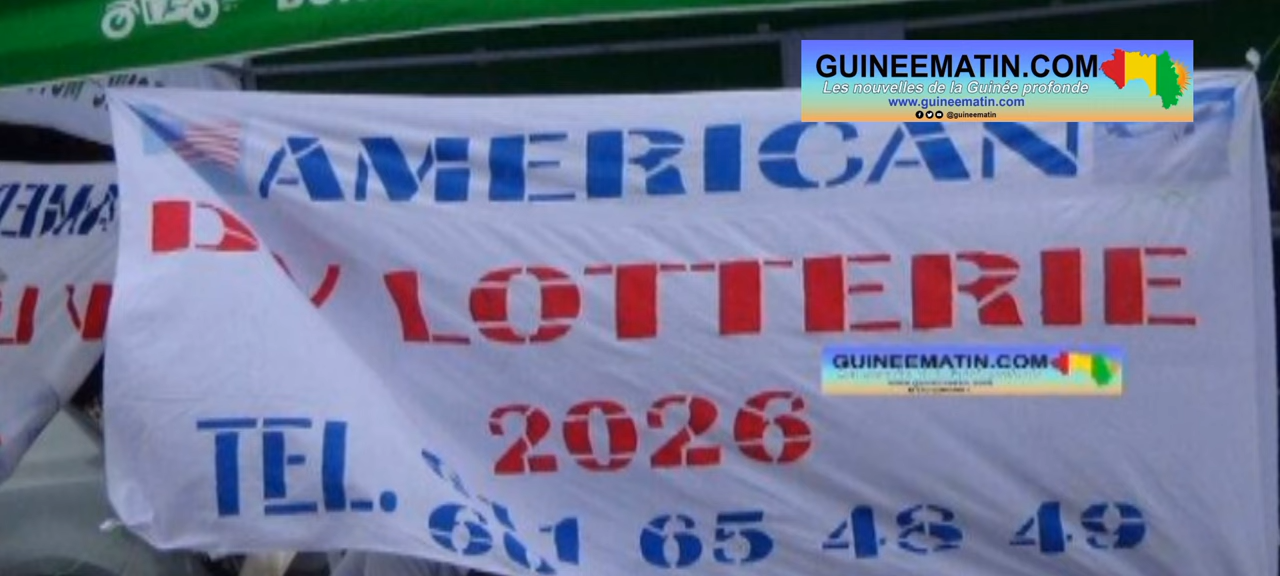 GUINEEMATIN.COM
Les nouvelles de la Guinée profonde
www.guineematin.com
@guineematin
AMERICAN
DV LOTTERIE
GUINEEMATIN.COM
2026
TEL. 661 65 48 49